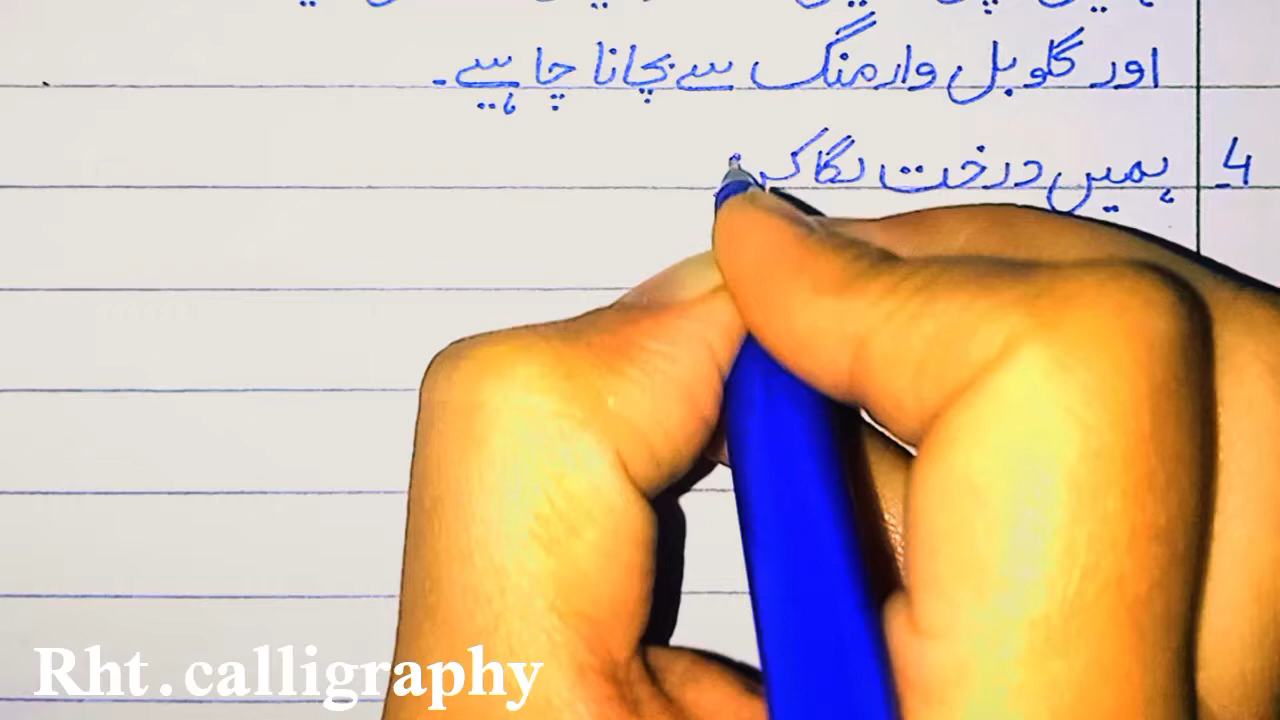 اور گلوبل وارمنگ سے بچانا چاہیے۔
4۔ ہمیں درخت لگا کر
Rht.calligraphy